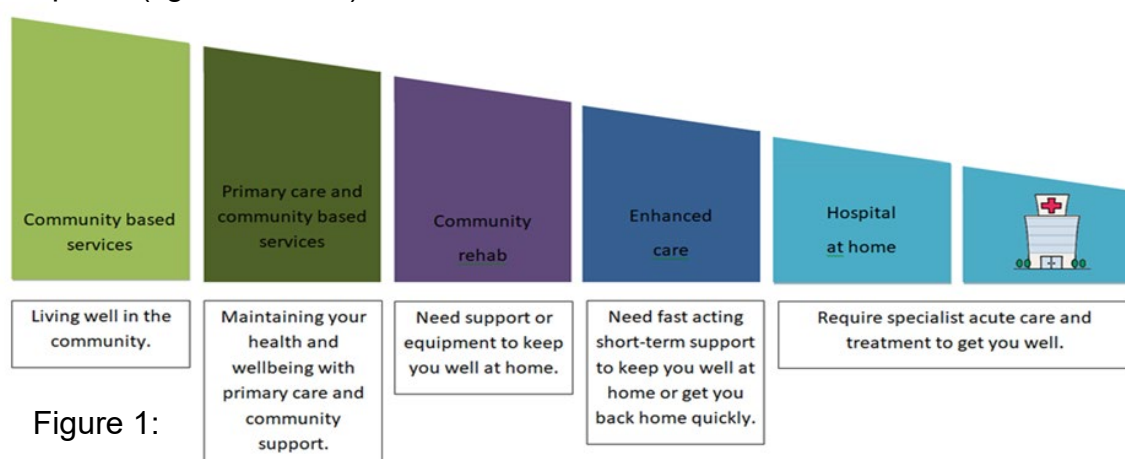 Community based
services
Primary care and
community based
services
Community
rehab
Enhanced
care
Hospital
at home
Living well in the
community.
Maintaining your
health and
wellbeing with
primary care and
community
support.
Need support or
equipment to keep
you well at home.
Need fast acting
short-term support
to keep you well at
home or get you
back home quickly.
Require specialist acute care and
treatment to get you well.
Figure 1: